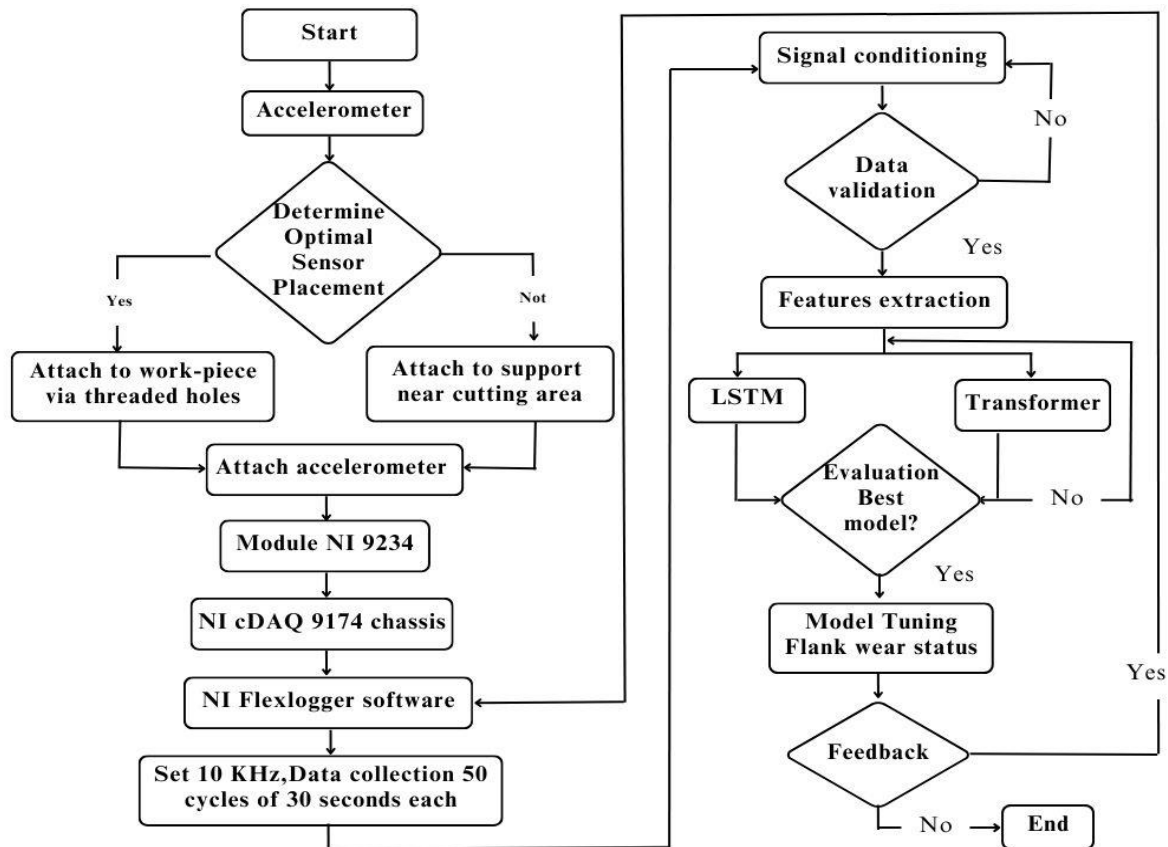 Start
Accelerometer
Determine
Optimal
Sensor
Placement
Yes
Not
Attach to work-piece
via threaded holes
Attach to support
near cutting area
Attach accelerometer
Module NI 9234
NI cDAQ 9174 chassis
NI Flexlogger software
Set 10 KHz,Data collection 50
cycles of 30 seconds each
Signal conditioning
No
Data
validation
Yes
Features extraction
LSTM
Transformer
Evaluation
Best
model?
No
Yes
Model Tuning
Flank wear status
Yes
Feedback
No
End